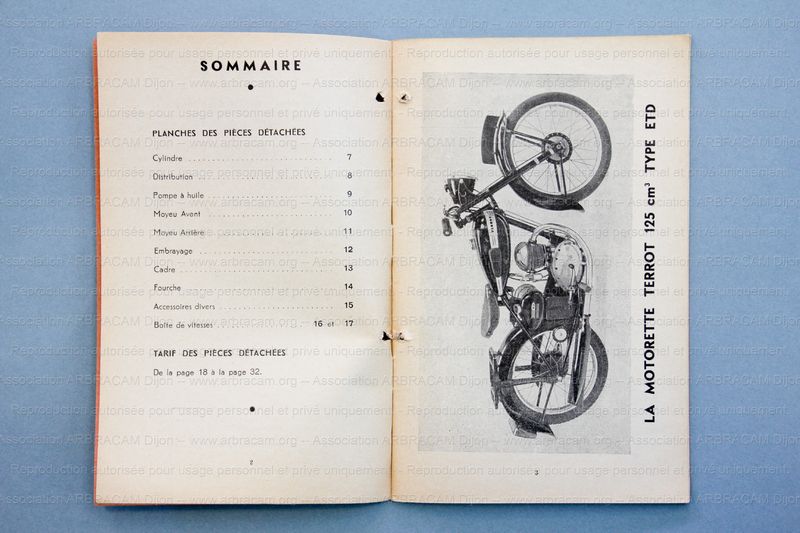 SOMMAIRE
PLANCHES DES PIÈCES DÉTACHÉES
Cylindre 7
Distribution 8
Pompe à huile 9
Moyeu Avant 10
Moyeu Arrière 11
Embrayage 12
Cadre 13
Fourche 14
Accessoires divers 15
Boîte de vitesses 16 et 17
TARIF DES PIÈCES DÉTACHÉES
De la page 18 à la page 32.
2
LA MOTORETTE TERROT 125 cm³ TYPE ETD
3
Reproduction autorisée pour usage personnel et privé uniquement.
Association ARBRACAM Dijon -- www.arbracam.org -- Association ARBRACAM Dijon